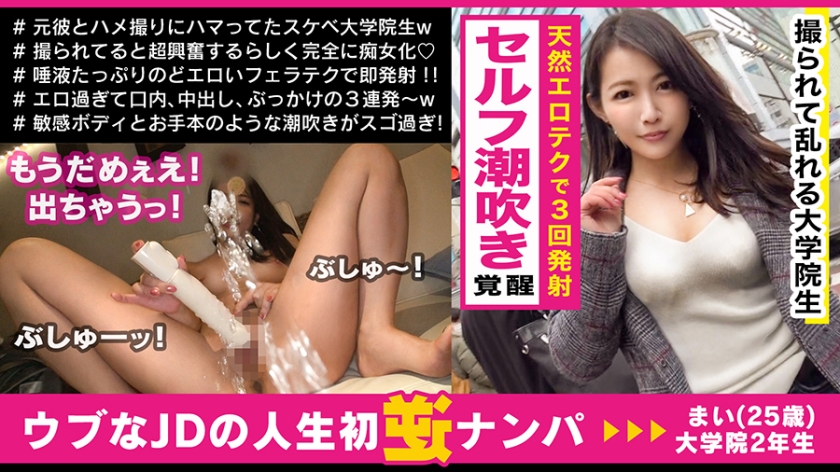 # 元彼とハメ撮りにハマってたスケベ大学院生w
# 撮られてると超興奮するらしく完全に痴女化♡
# 唾液たっぷりのどエロいフェラテクで即発射!!
# エロ過ぎて口内、中出し、ぶっかけの3連発～w
# 敏感ボディとお手本のような潮吹きがスゴ過ぎ!
もうだめぇえ!
出ちゃうっ!
ぶしゅ～!
ぶしゅーッ!
天然エロテクで3回発射
セルフ潮吹き
覚醒
撮られて乱れる大学院生
ウブなJDの人生初逆ナンパ
まい(25歳)
大学院2年生